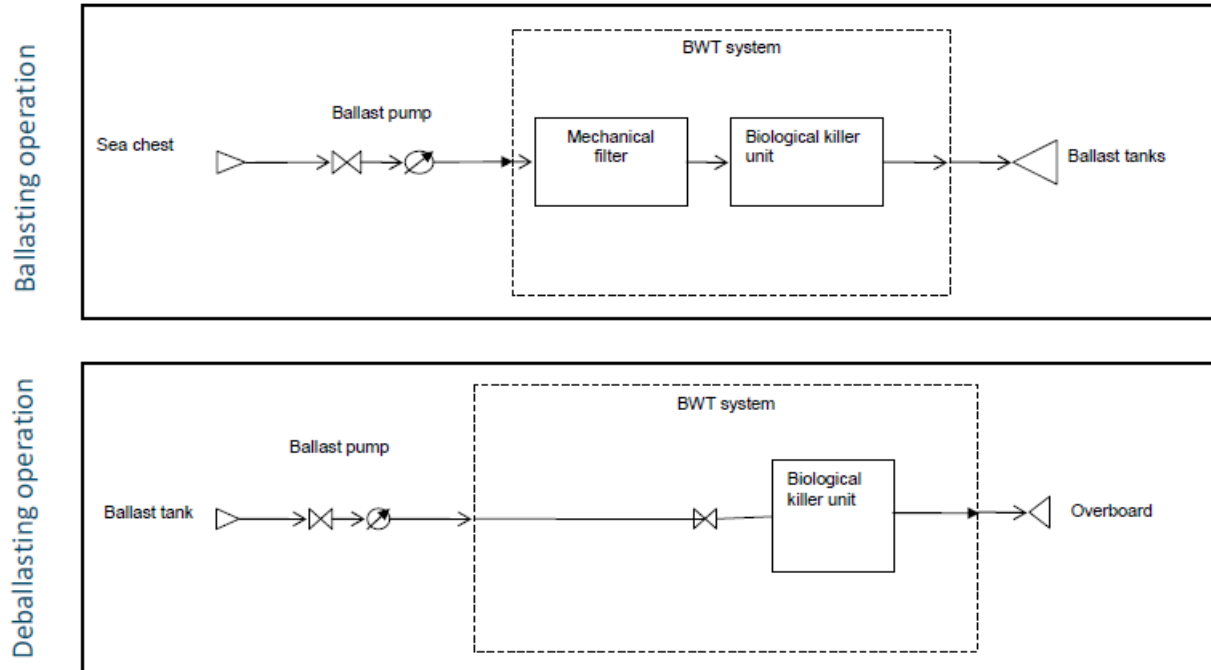 Ballasting operation
BWT system
Ballast pump
Sea chest
Mechanical
filter
Biological killer
unit
Ballast tanks
Deballasting operation
BWT system
Ballast pump
Ballast tank
Biological
killer unit
Overboard